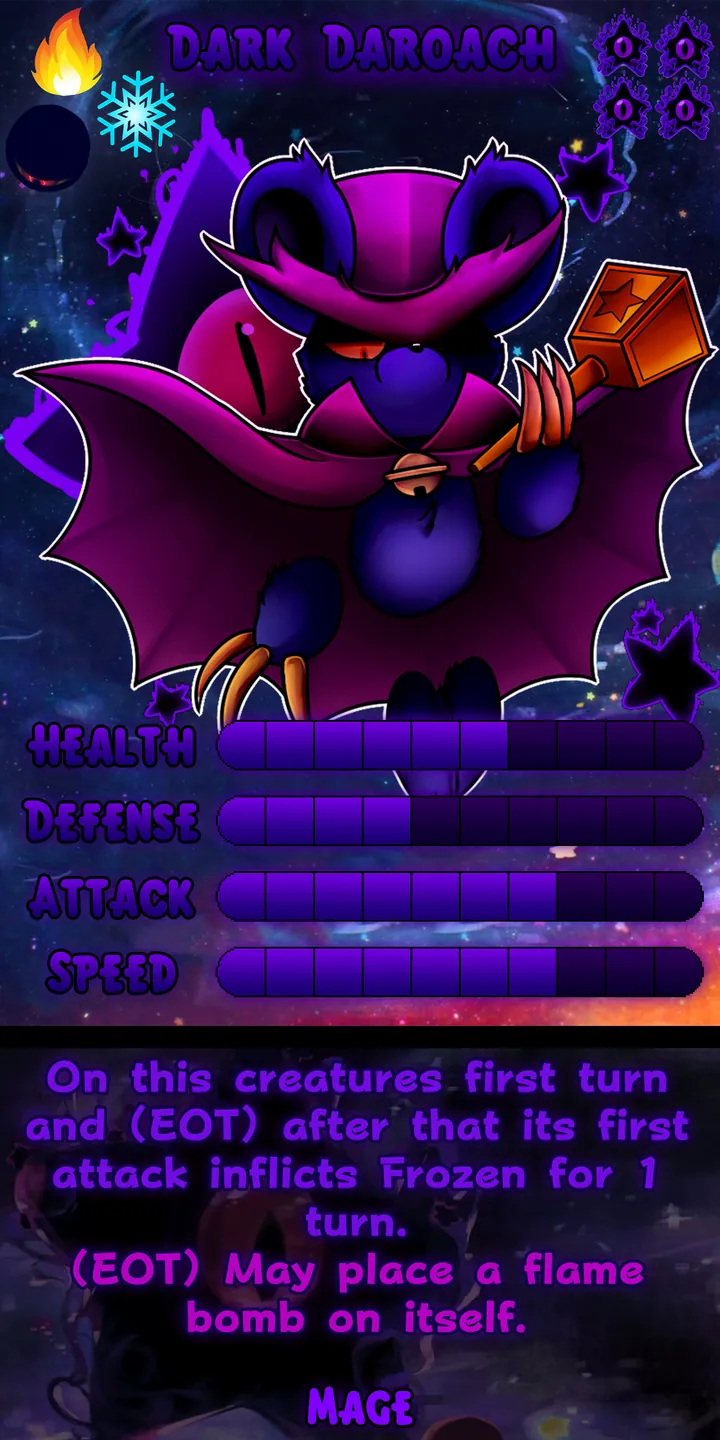 DARK DAROACH
HEALTH
DEFENSE
ATTACK
SPEED
On this creatures first turn
and (EOT) after that its first
attack inflicts Frozen for 1
turn.
(EOT) May place a flame
bomb on itself.
MAGE